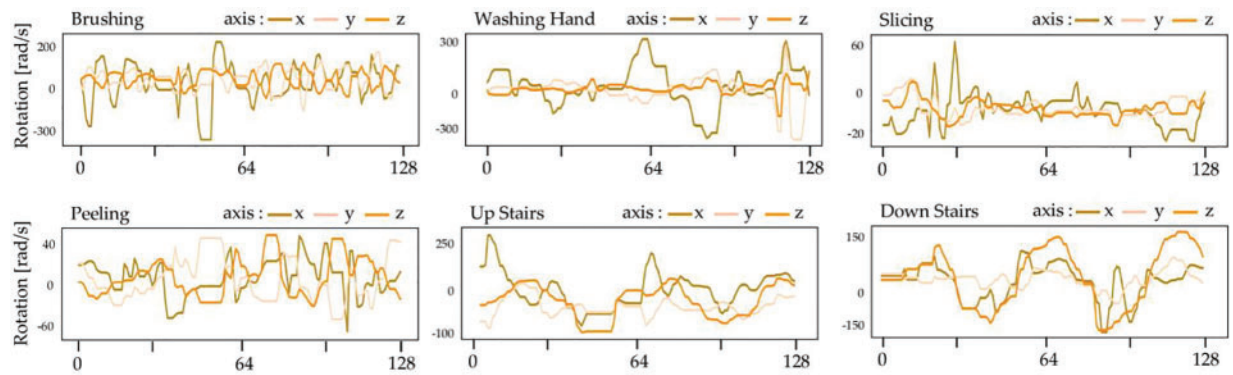 Brushing axis : x y z
Washing Hand axis : x y z
Slicing axis : x y z
Rotation [rad/s]
200
0
-300
300
0
-300
60
0
-20
0 64 128
0 64 128
0 64 128
Peeling axis : x y z
Up Stairs axis : x y z
Down Stairs axis : x y z
Rotation [rad/s]
40
0
-60
250
0
-100
150
0
-150
0 64 128
0 64 128
0 64 128